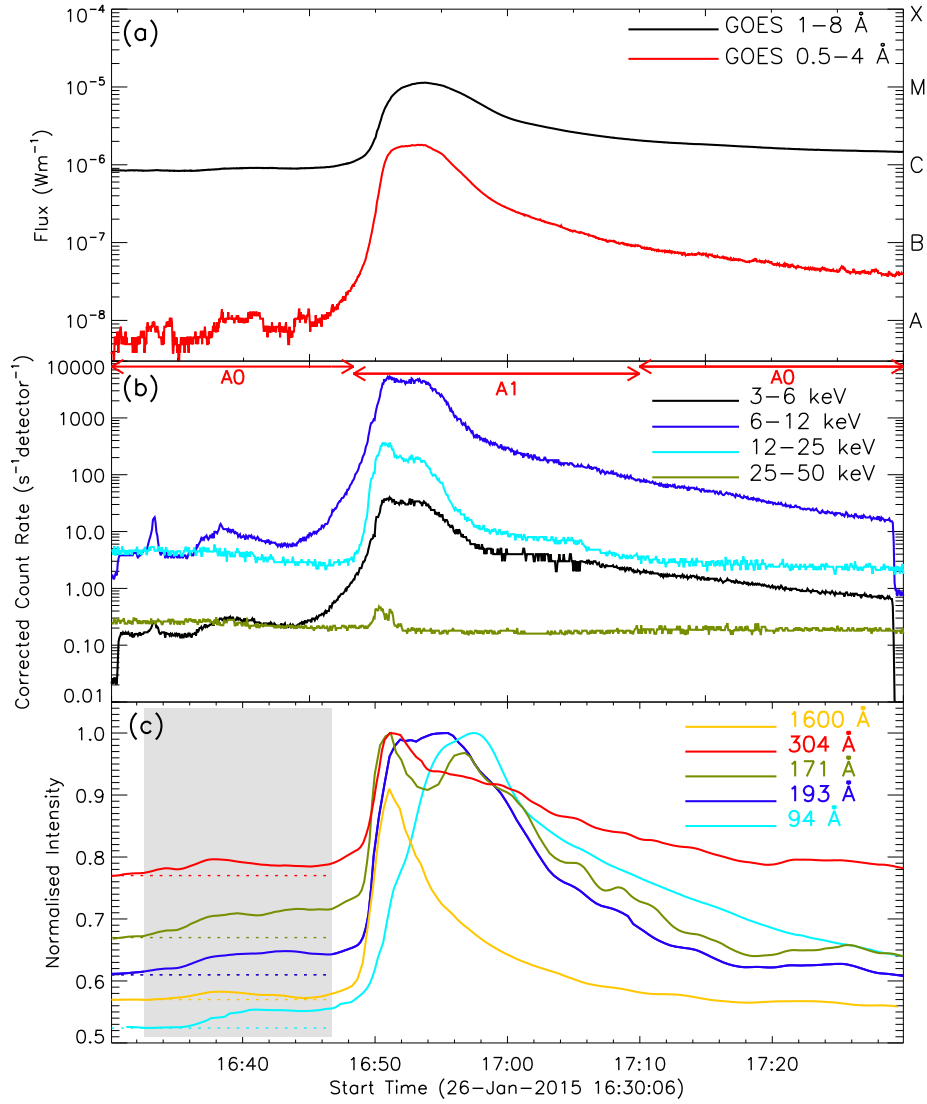 (a)
GOES 1−8 Å
GOES 0.5−4 Å
10⁻⁴
10⁻⁵
10⁻⁶
10⁻⁷
10⁻⁸
Flux (Wm⁻¹)
X
M
C
B
A
(b)
A0
A1
A0
3−6 keV
6−12 keV
12−25 keV
25−50 keV
10000
1000
100
10.0
1.00
0.10
0.01
Corrected Count Rate (s⁻¹detector⁻¹)
(c)
1600 Å
304 Å
171 Å
193 Å
94 Å
1.0
0.9
0.8
0.7
0.6
0.5
Normalised Intensity
16:40
16:50
17:00
17:10
17:20
Start Time (26−Jan−2015 16:30:06)